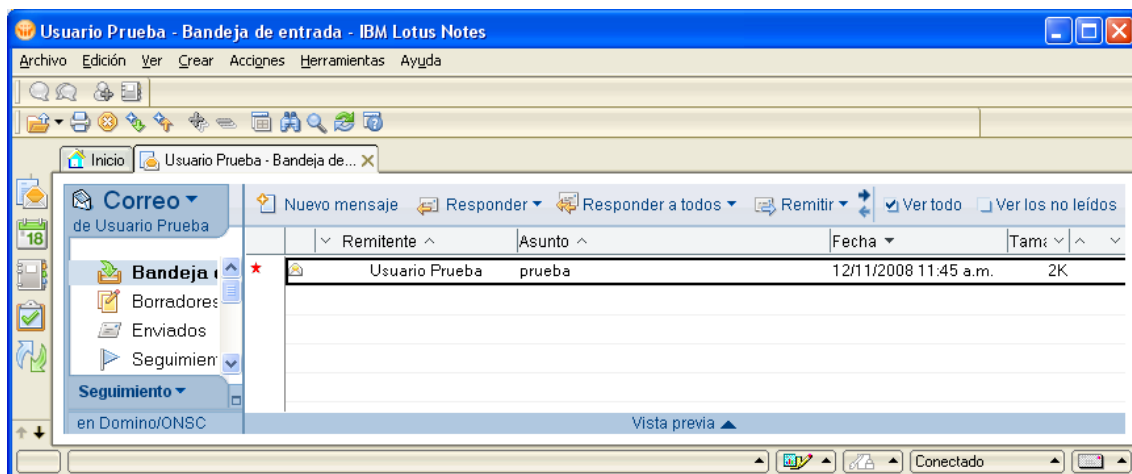 Usuario Prueba - Bandeja de entrada - IBM Lotus Notes
Archivo Edición Ver Crear Acciones Herramientas Ayuda
Inicio Usuario Prueba - Bandeja de...
Correo
de Usuario Prueba
Nuevo mensaje Responder Responder a todos Remitir Ver todo Ver los no leídos
18
Remitente Asunto Fecha Tama
Bandeja
Usuario Prueba prueba 12/11/2008 11:45 a.m. 2K
Borradores
Enviados
Seguimien
Seguimiento
en Domino/ONSC
Vista previa
Conectado